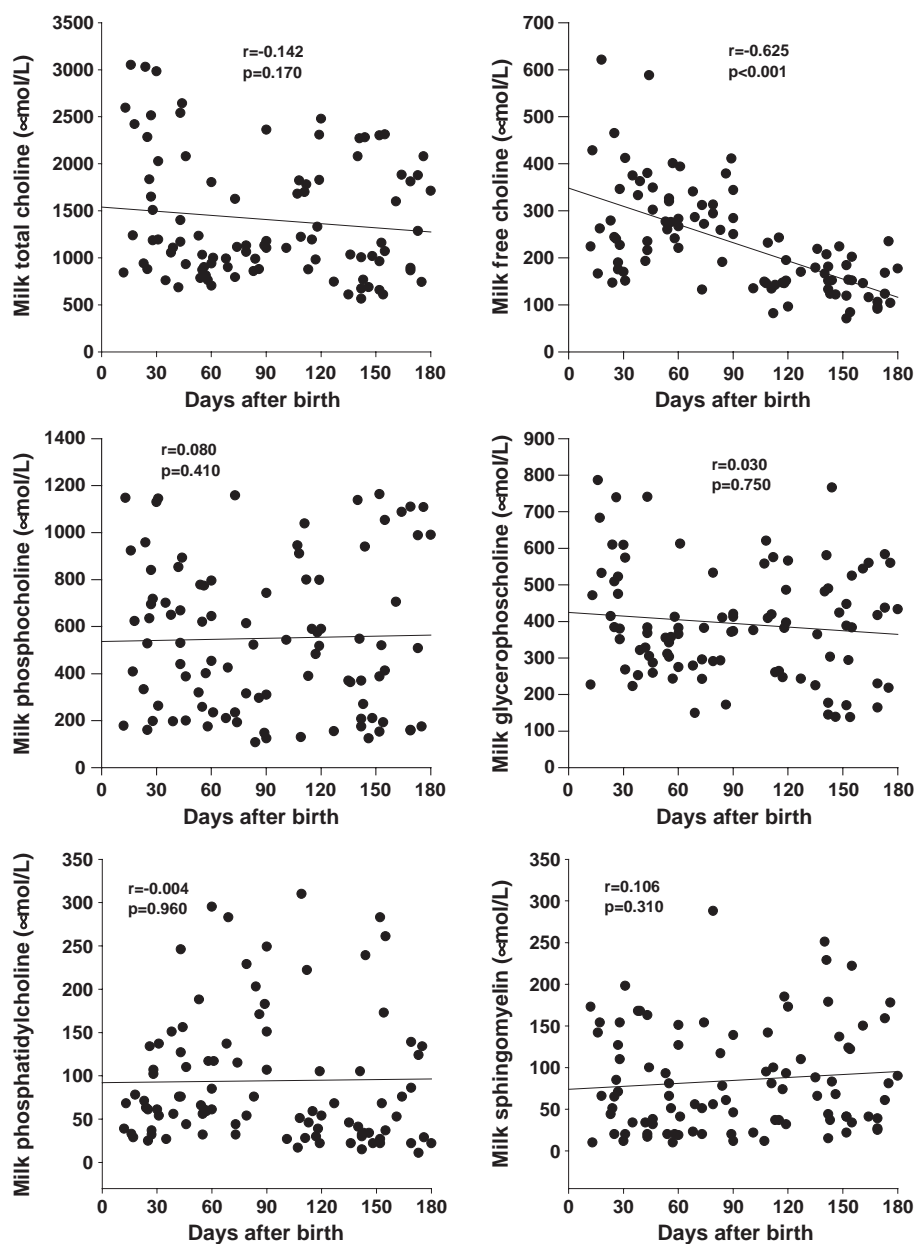 Milk total choline (∝mol/L)
3500
3000
2500
2000
1500
1000
500
0
r=-0.142
p=0.170
0 30 60 90 120 150 180
Days after birth
Milk free choline (∝mol/L)
700
600
500
400
300
200
100
0
r=-0.625
p<0.001
0 30 60 90 120 150 180
Days after birth
Milk phosphocholine (∝mol/L)
1400
1200
1000
800
600
400
200
0
r=0.080
p=0.410
0 30 60 90 120 150 180
Days after birth
Milk glycerophoscholine (∝mol/L)
900
800
700
600
500
400
300
200
100
0
r=0.030
p=0.750
0 30 60 90 120 150 180
Days after birth
Milk phosphatidylcholine (∝mol/L)
350
300
250
200
150
100
50
0
r=-0.004
p=0.960
0 30 60 90 120 150 180
Days after birth
Milk sphingomyelin (∝mol/L)
350
300
250
200
150
100
50
0
r=0.106
p=0.310
0 30 60 90 120 150 180
Days after birth